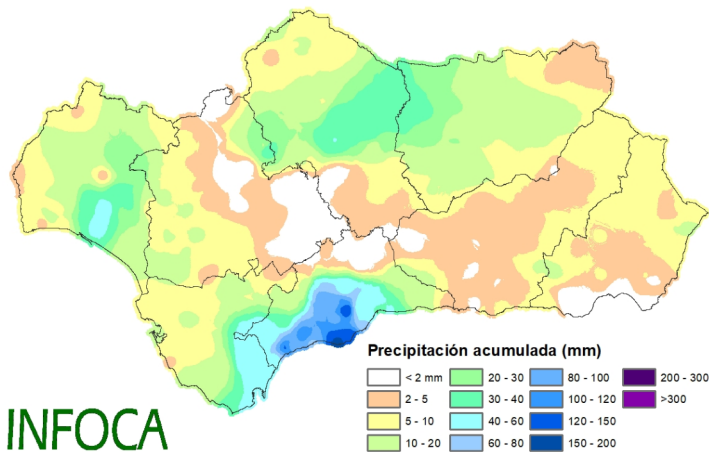 Precipitación acumulada (mm)
< 2 mm
2 - 5
5 - 10
10 - 20
20 - 30
30 - 40
40 - 60
60 - 80
80 - 100
100 - 120
120 - 150
150 - 200
200 - 300
>300
INFOCA